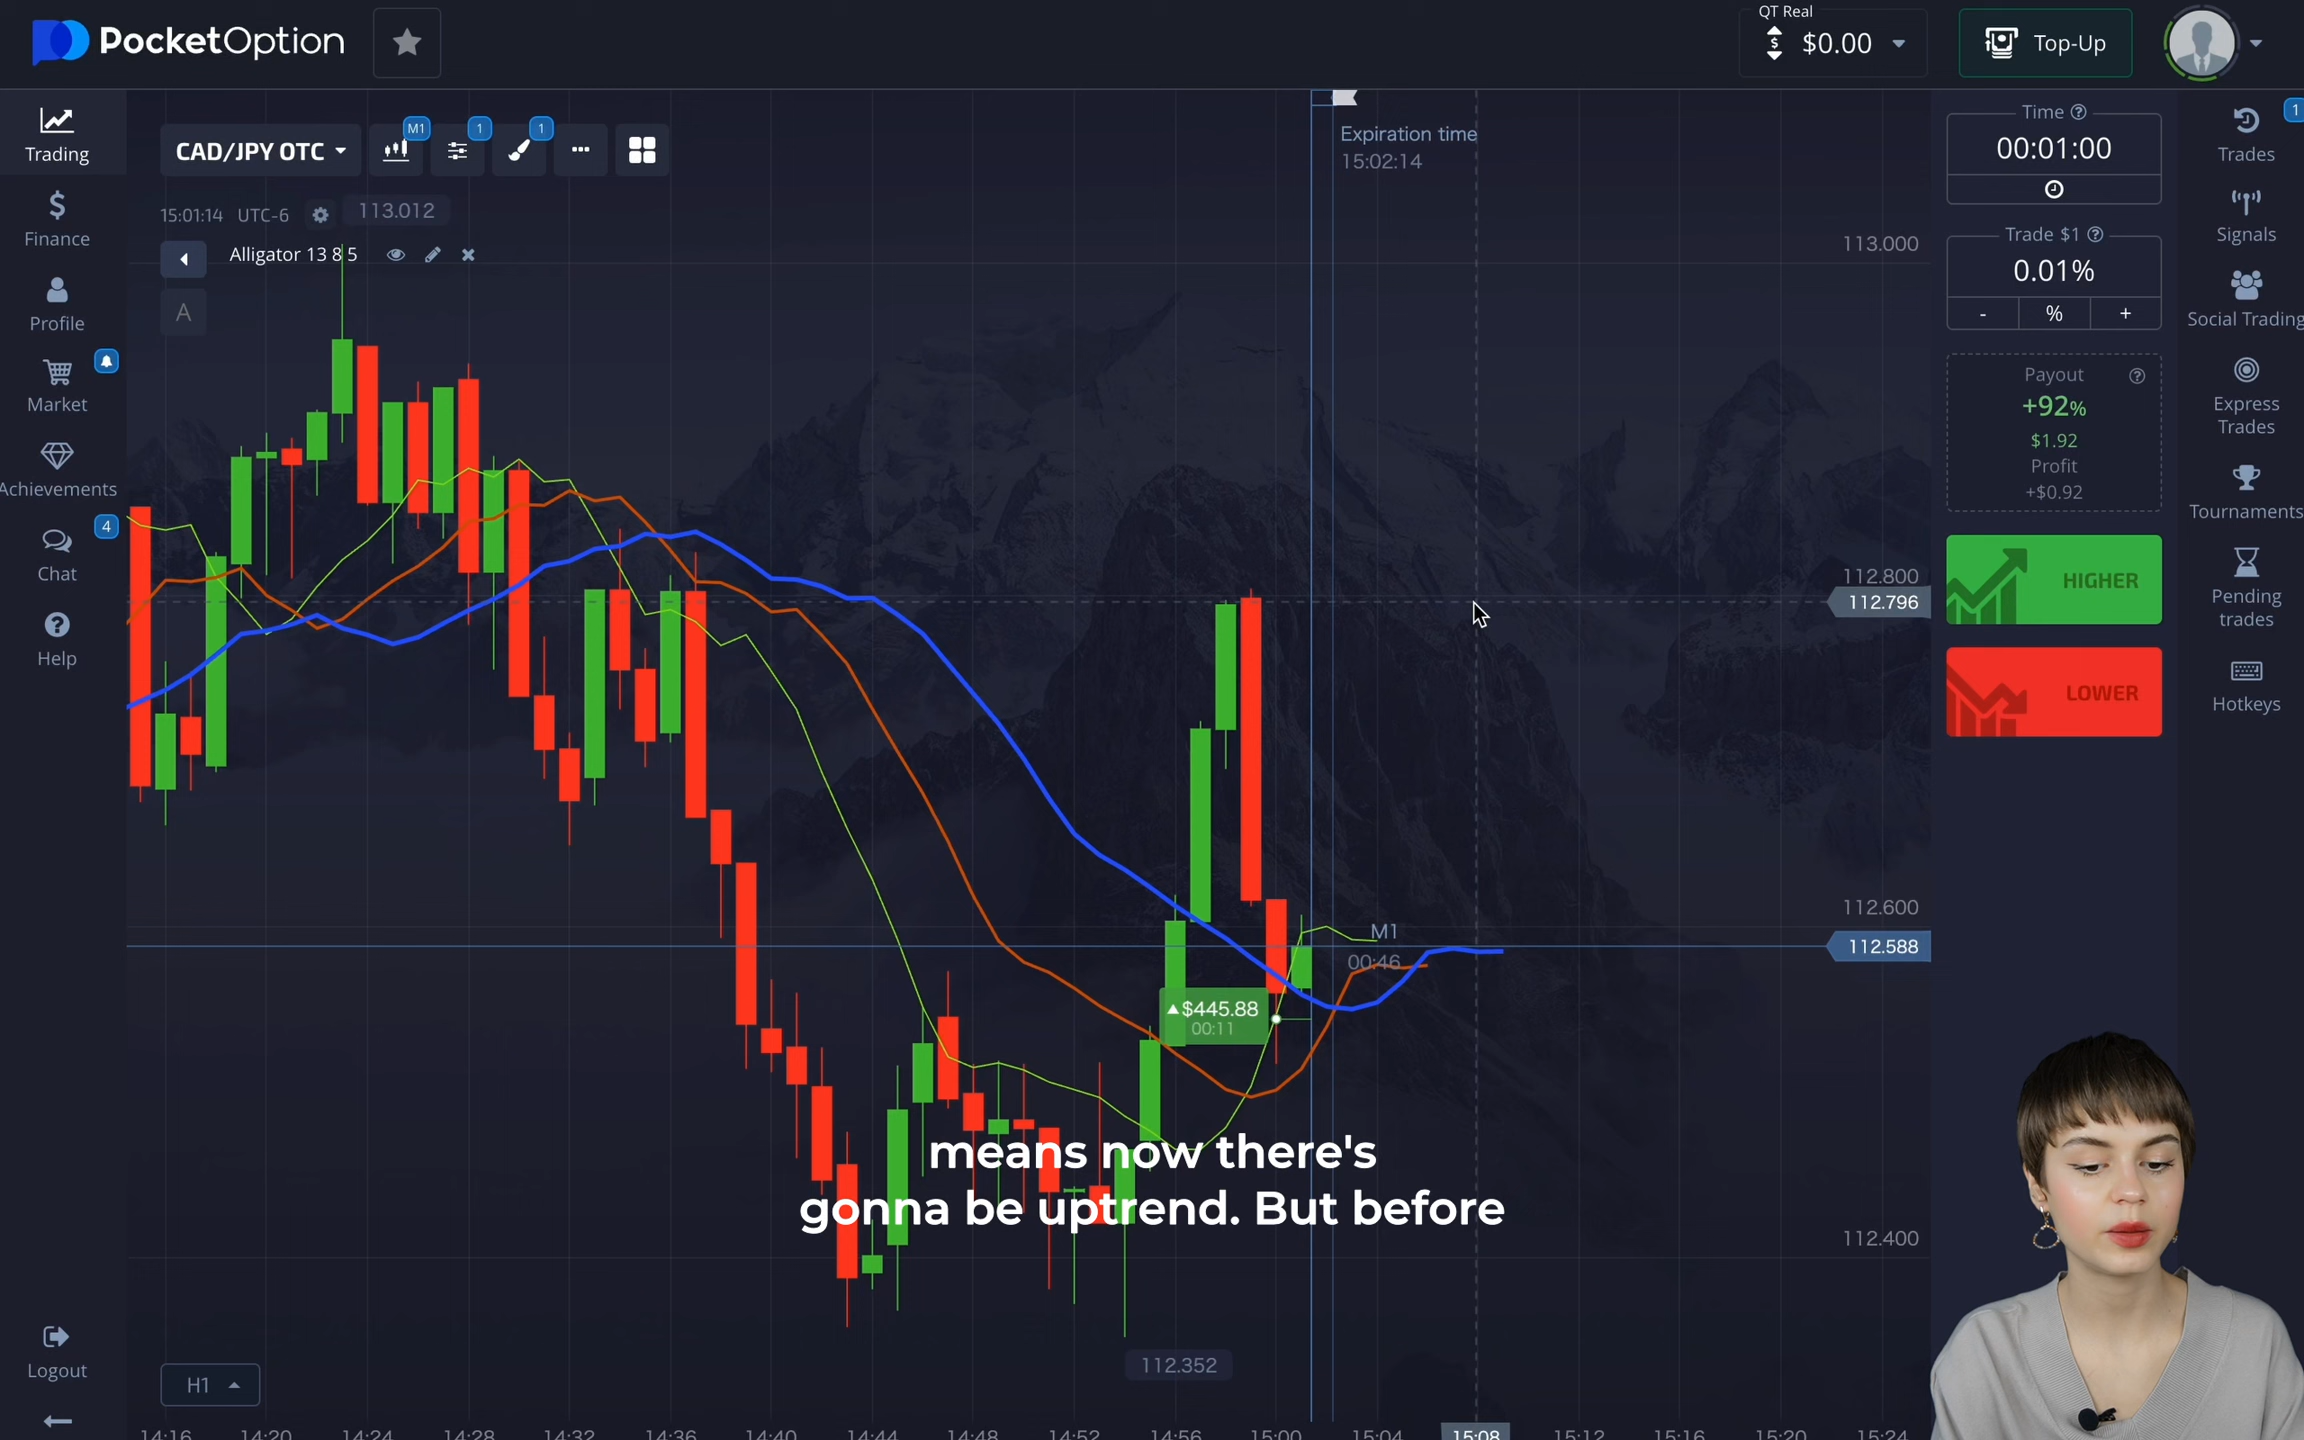 PocketOption
QT Real
$0.00
Top-Up
Trading
Finance
Profile
Market
Achievements
4
Chat
Help
Logout
CAD/JPY OTC
M1
1
1
15:01:14 UTC-6
113.012
Alligator 13 8 5
A
Expiration time
15:02:14
113.000
112.800
112.796
112.600
112.588
112.400
M1
00:46
$445.88
00:11
means now there's
gonna be uptrend. But before
112.352
H1
14:16 14:20 14:24 14:28 14:32 14:36 14:40 14:44 14:48 14:52 14:56 15:00 15:04 15:08 15:12 15:16 15:20 15:24
Time
00:01:00
Trade $1
0.01%
- % +
Payout
+92%
$1.92
Profit
+$0.92
HIGHER
LOWER
1
Trades
Signals
Social Trading
Express
Trades
Tournaments
Pending
trades
Hotkeys